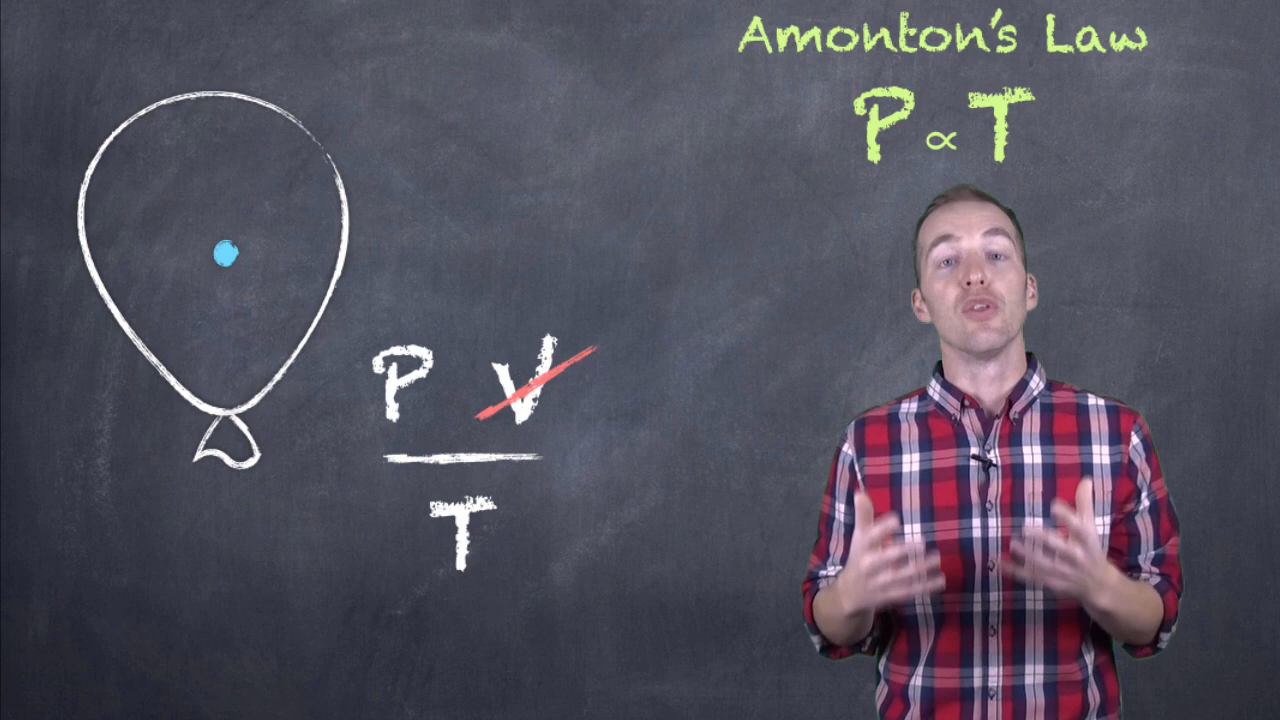 Amonton's Law
P ∝ T
P V
T